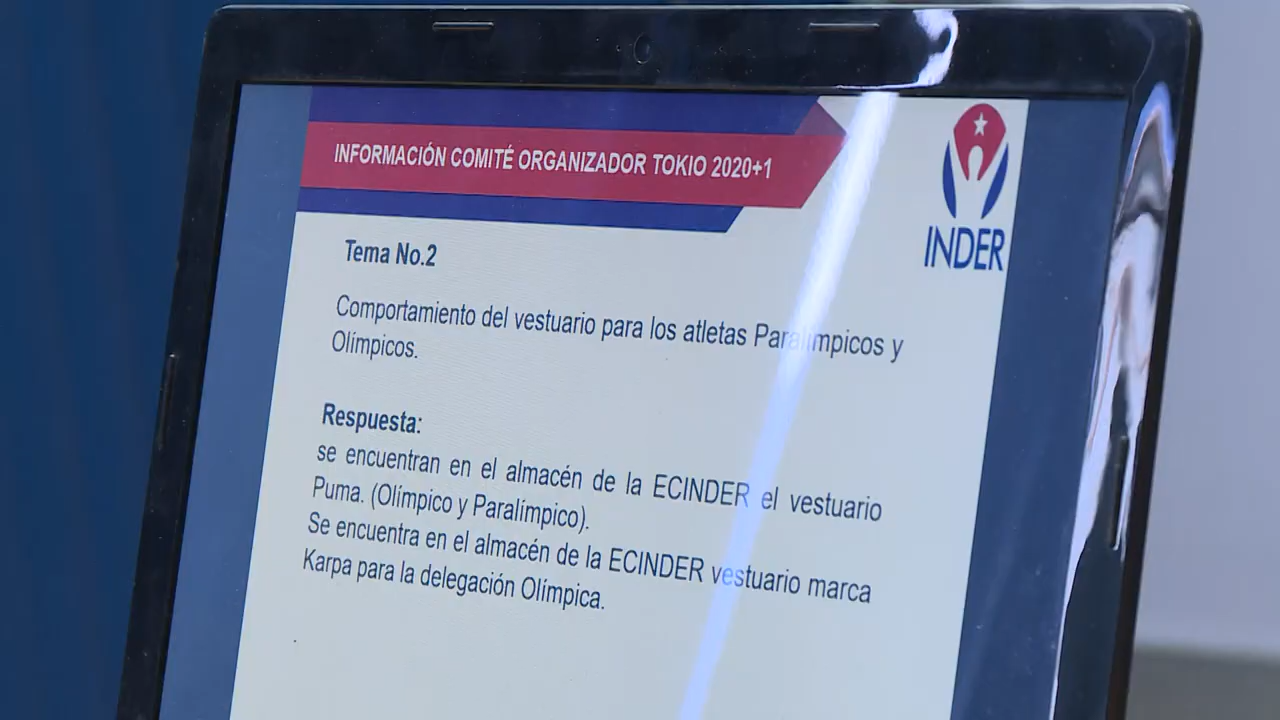 INFORMACIÓN COMITÉ ORGANIZADOR TOKIO 2020+1
INDER
Tema No.2
Comportamiento del vestuario para los atletas Paralímpicos y
Olímpicos.
Respuesta:
se encuentran en el almacén de la ECINDER el vestuario
Puma. (Olímpico y Paralímpico).
Se encuentra en el almacén de la ECINDER vestuario marca
Karpa para la delegación Olímpica.